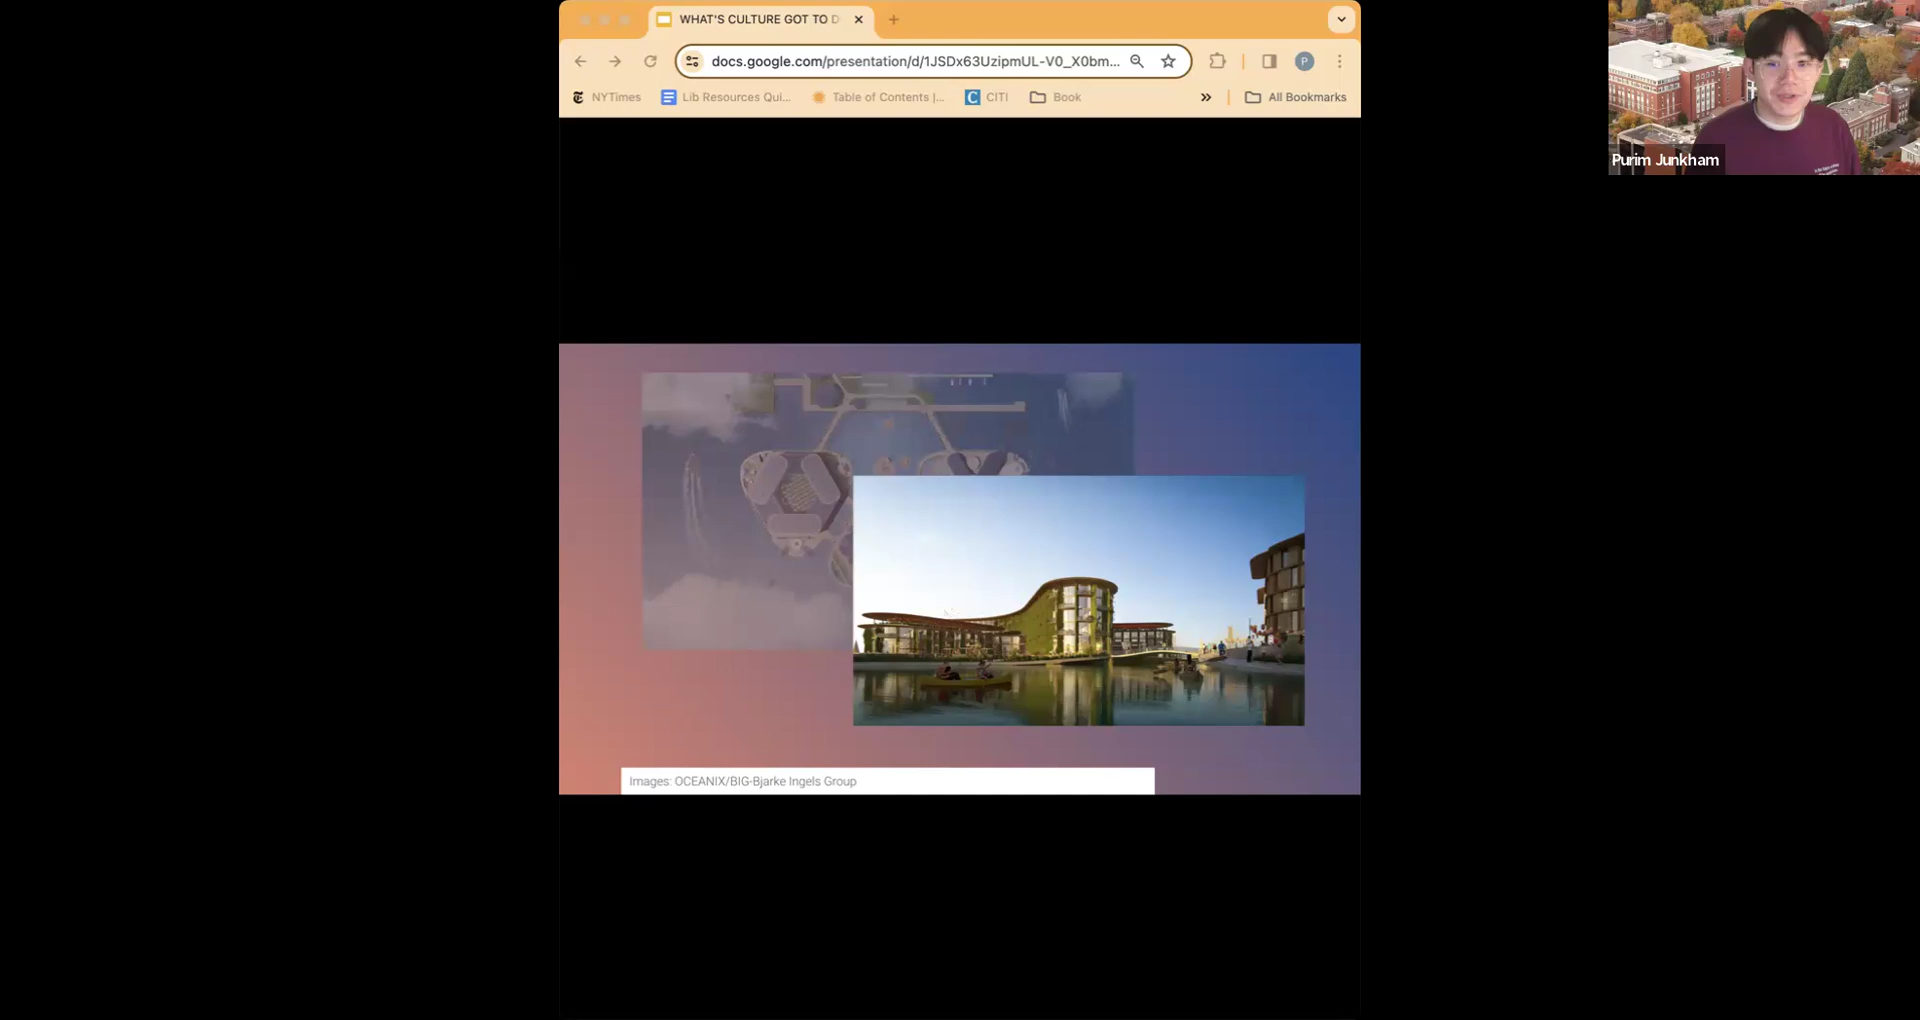 WHAT'S CULTURE GOT TO D
docs.google.com/presentation/d/1JSDx63UzipmUL-V0_X0bm...
P
NYTimes
Lib Resources Qui...
Table of Contents |...
C
CITI
Book
All Bookmarks
Purim Junkham
Images: OCEANIX/BIG-Bjarke Ingels Group